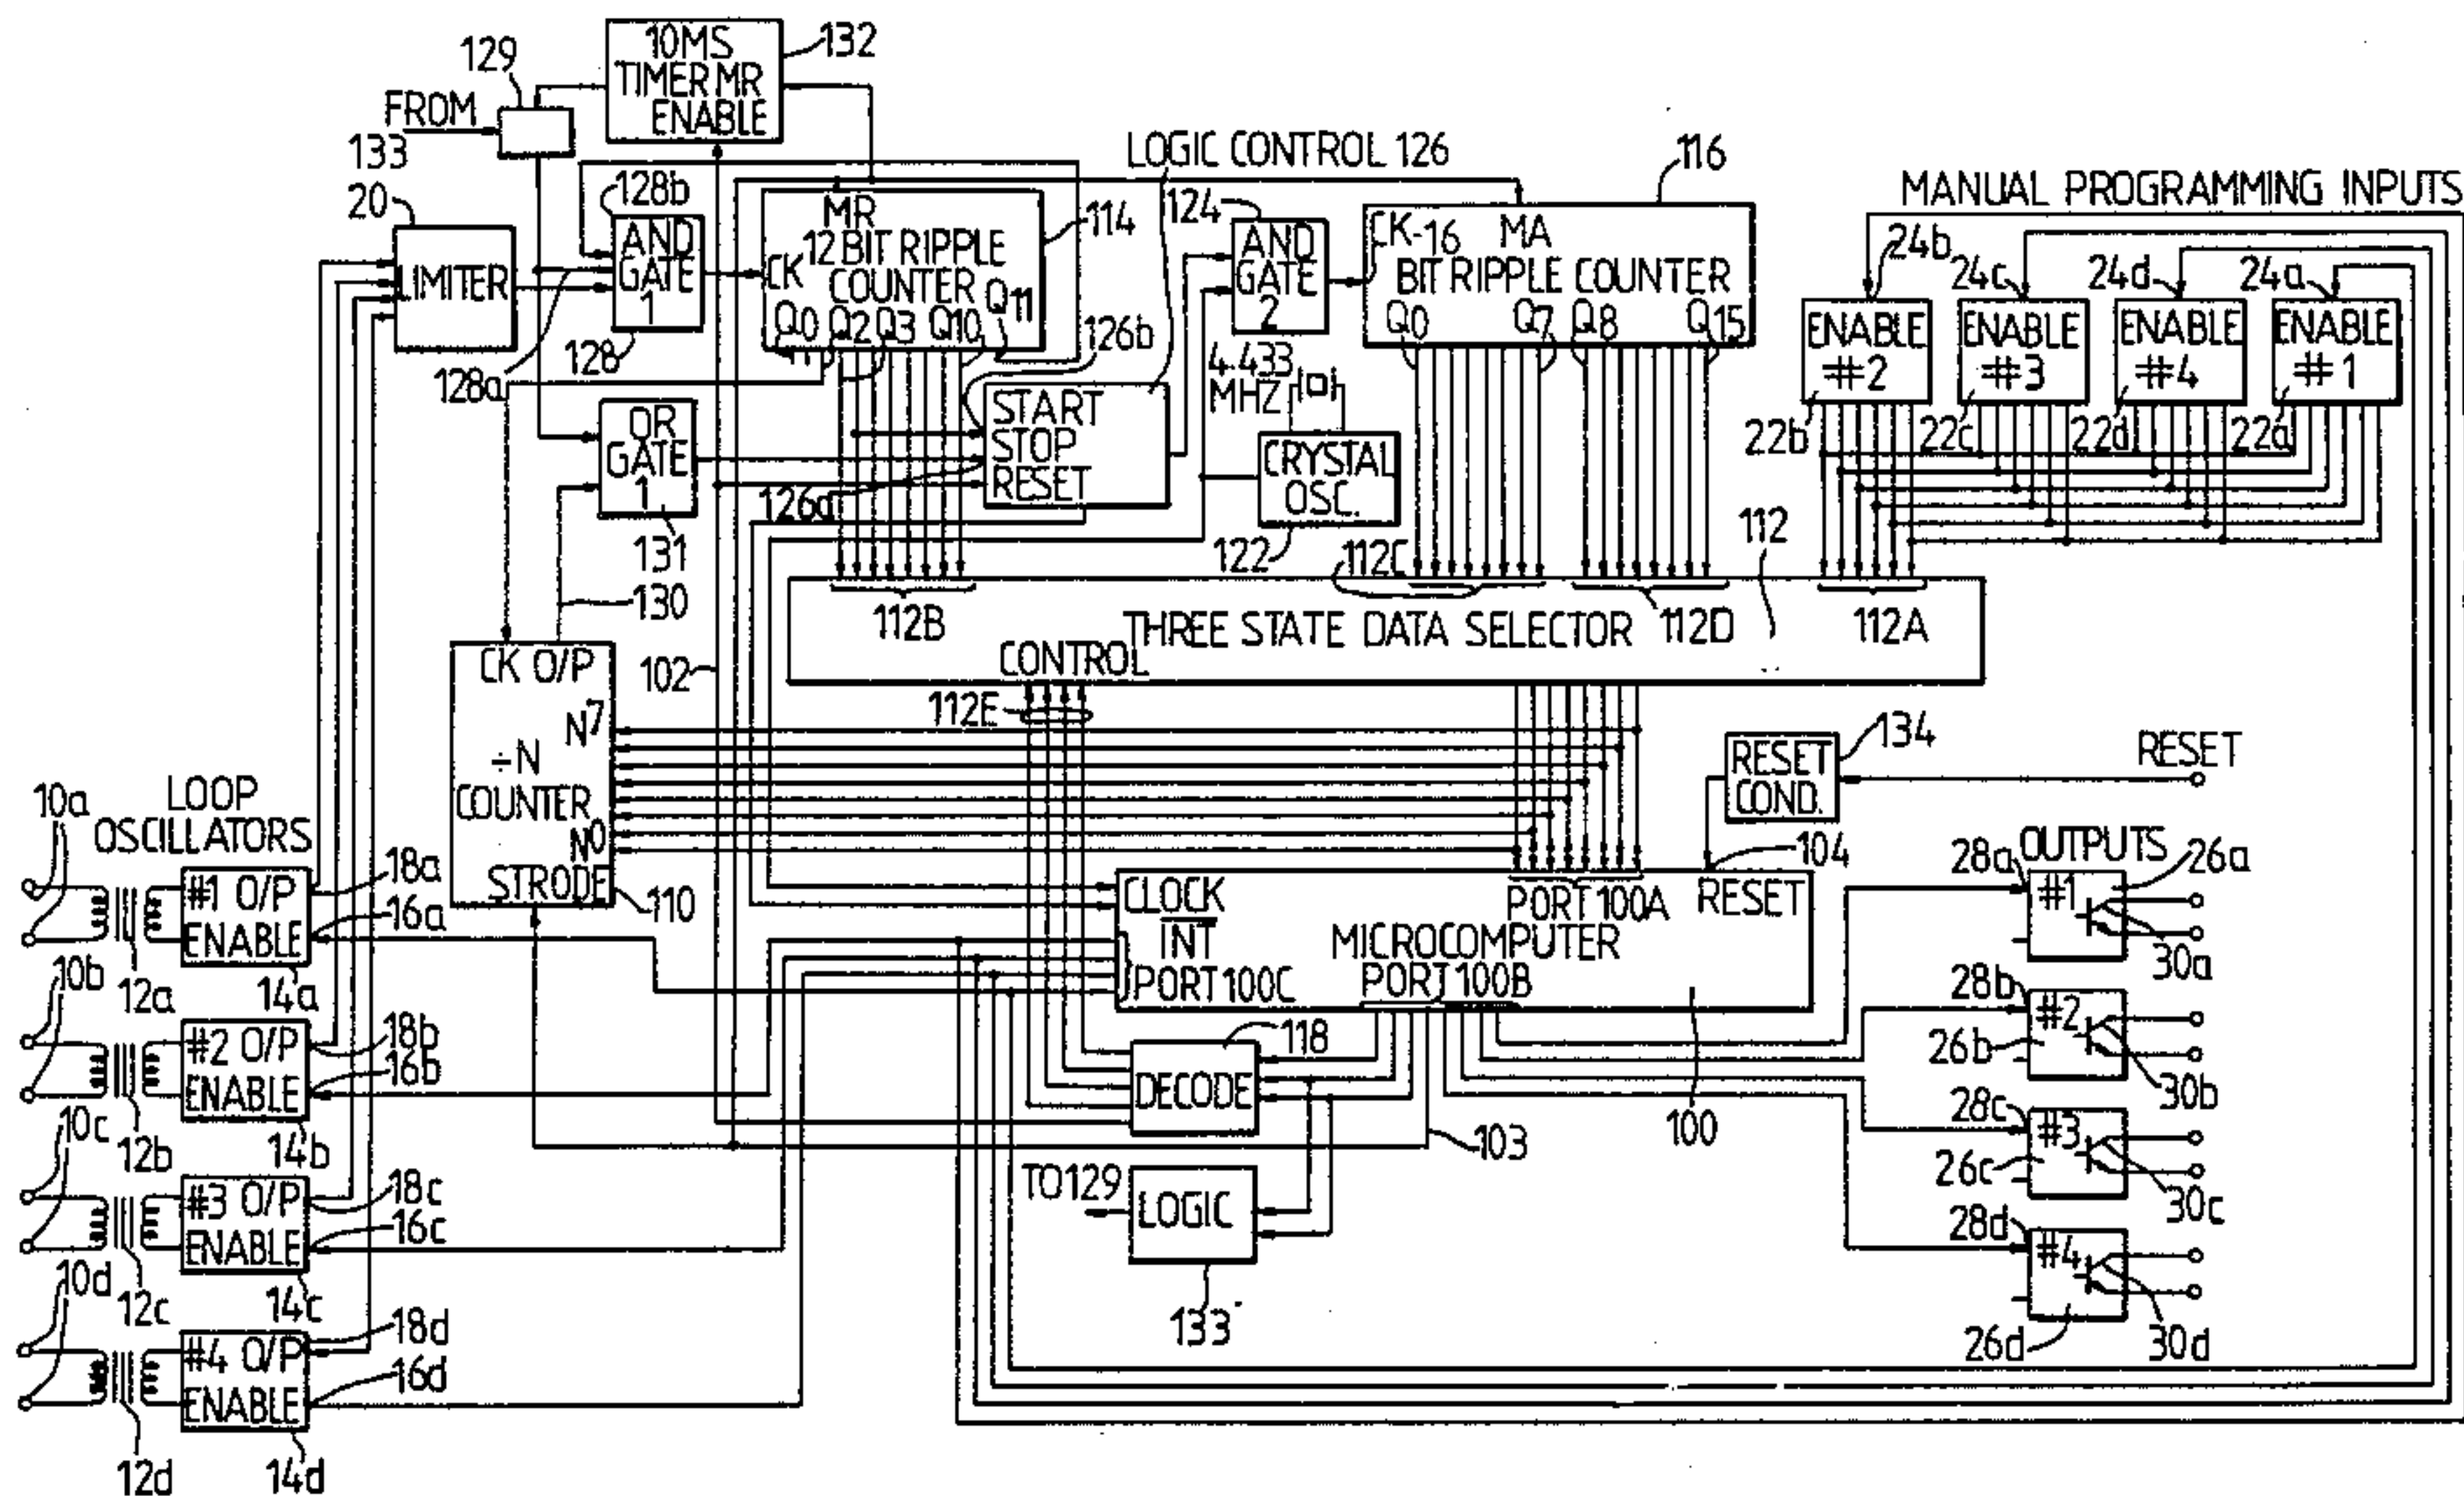 10MS
TIMER MR
ENABLE
132
129
FROM
133
20
LIMITER
128b
AND
GATE
1
128
128a
MR
12 BIT RIPPLE
COUNTER
CK
Q0
Q2
Q3
Q10
Q11
114
LOGIC CONTROL 126
126b
START
STOP
RESET
126a
124
AND
GATE
2
116
CK-16 MA
BIT RIPPLE COUNTER
Q0
Q7
Q8
Q15
4.433
MHZ
CRYSTAL
OSC.
122
MANUAL PROGRAMMING INPUTS
24b
24c
24d
24a
ENABLE
#2
ENABLE
#3
ENABLE
#4
ENABLE
#1
22b
22c
22d
22a
OR
GATE
1
131
130
102
112
112C
112B
112D
112A
THREE STATE DATA SELECTOR
CONTROL
112E
CK O/P
N7
÷N
COUNTER
N0
STRODE
110
134
RESET
COND.
RESET
104
CLOCK
INT
PORT 100C
PORT 100A
RESET
MICROCOMPUTER
PORT 100B
100
103
118
DECODE
TO 129
LOGIC
133
LOOP
OSCILLATORS
10a
#1 O/P
ENABLE
18a
16a
12a
14a
10b
#2 O/P
ENABLE
18b
16b
12b
14b
10c
#3 O/P
ENABLE
18c
16c
12c
14c
10d
#4 O/P
ENABLE
18d
16d
12d
14d
OUTPUTS
28a
26a
#1
30a
28b
#2
26b
30b
28c
#3
26c
30c
28d
#4
26d
30d